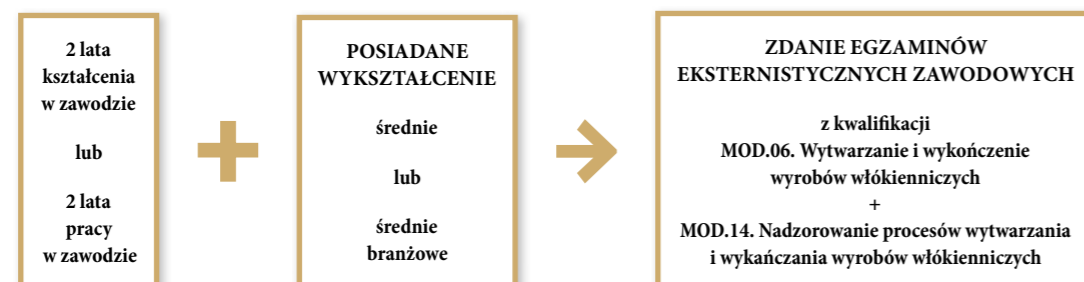 2 lata
kształcenia
w zawodzie
lub
2 lata
pracy
w zawodzie
+
POSIADANE
WYKSZTAŁCENIE
średnie
lub
średnie
branżowe
ZDANIE EGZAMINÓW
EKSTERNISTYCZNYCH ZAWODOWYCH
z kwalifikacji
MOD.06. Wytwarzanie i wykończenie
wyrobów włókienniczych
+
MOD.14. Nadzorowanie procesów wytwarzania
i wykańczania wyrobów włókienniczych